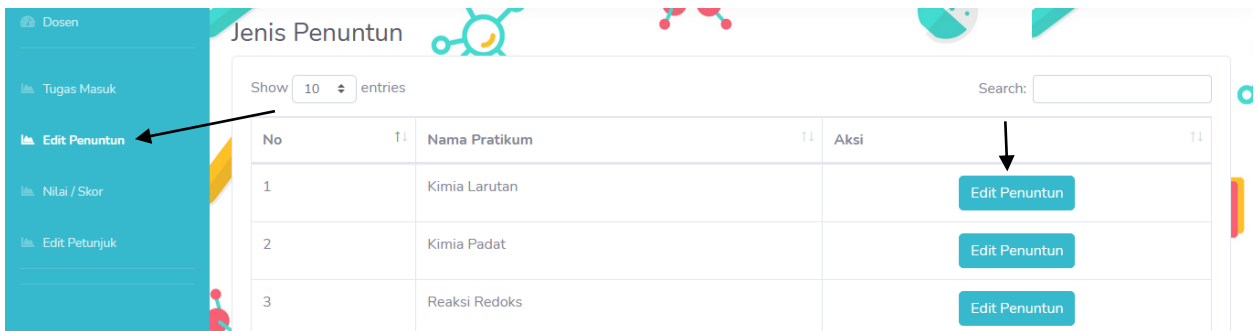 Dosen
Tugas Masuk
Edit Penuntun
Nilai / Skor
Edit Petunjuk
Jenis Penuntun
Show 10 entries
Search:
No Nama Pratikum Aksi
1 Kimia Larutan Edit Penuntun
2 Kimia Padat Edit Penuntun
3 Reaksi Redoks Edit Penuntun